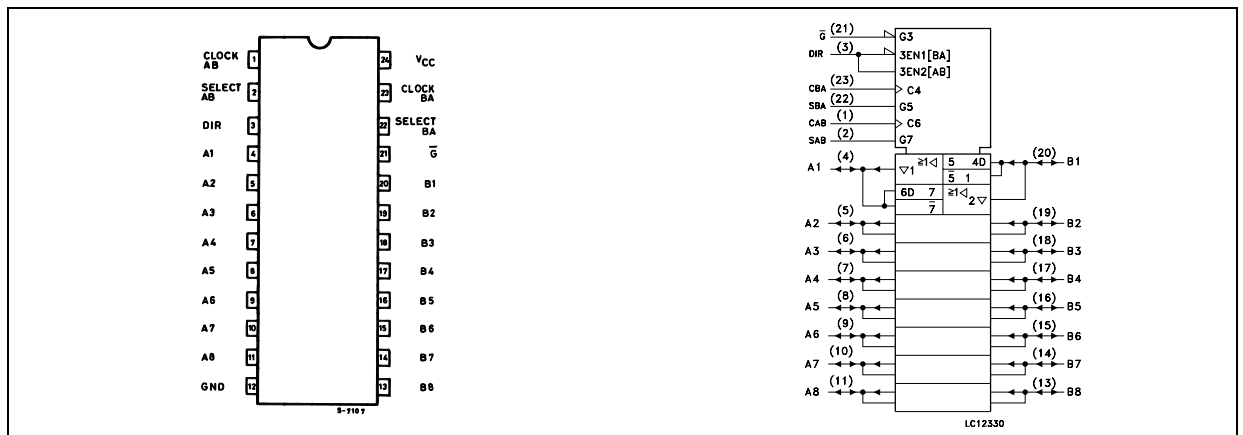 CLOCK AB 1
SELECT AB 2
DIR 3
A1 4
A2 5
A3 6
A4 7
A5 8
A6 9
A7 10
A8 11
GND 12
24 VCC
23 CLOCK BA
22 SELECT BA
21 G̅
20 B1
19 B2
18 B3
17 B4
16 B5
15 B6
14 B7
13 B8
S-7107
G̅ (21) G3
DIR (3) 3EN1[BA]
3EN2[AB]
CBA (23) C4
SBA (22) G5
CAB (1) C6
SAB (2) G7
A1 (4) ▽1 ≥1◁ 5 4D (20) B1
5̅ 1
6D 7 ≥1◁ 2▽
7̅
A2 (5) (19) B2
A3 (6) (18) B3
A4 (7) (17) B4
A5 (8) (16) B5
A6 (9) (15) B6
A7 (10) (14) B7
A8 (11) (13) B8
LC12330